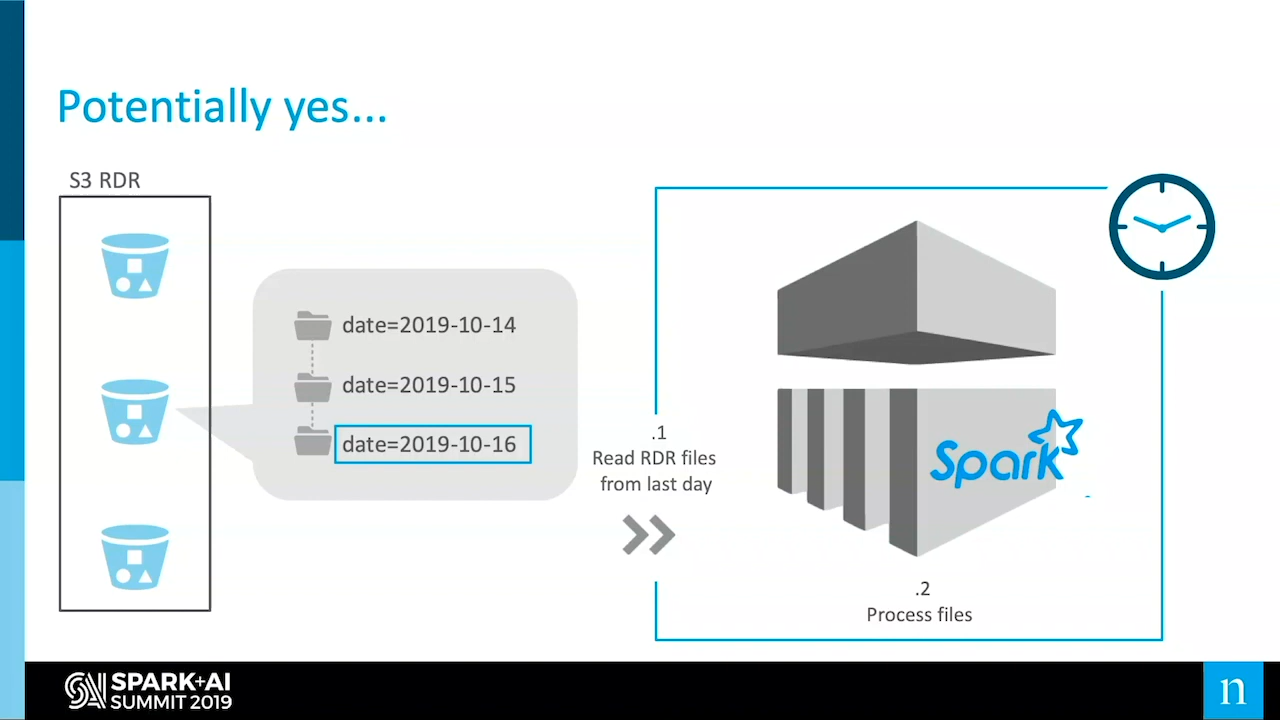 Potentially yes...
S3 RDR
date=2019-10-14
date=2019-10-15
date=2019-10-16
.1
Read RDR files
from last day
Spark
.2
Process files
SPARK+AI
SUMMIT 2019
n